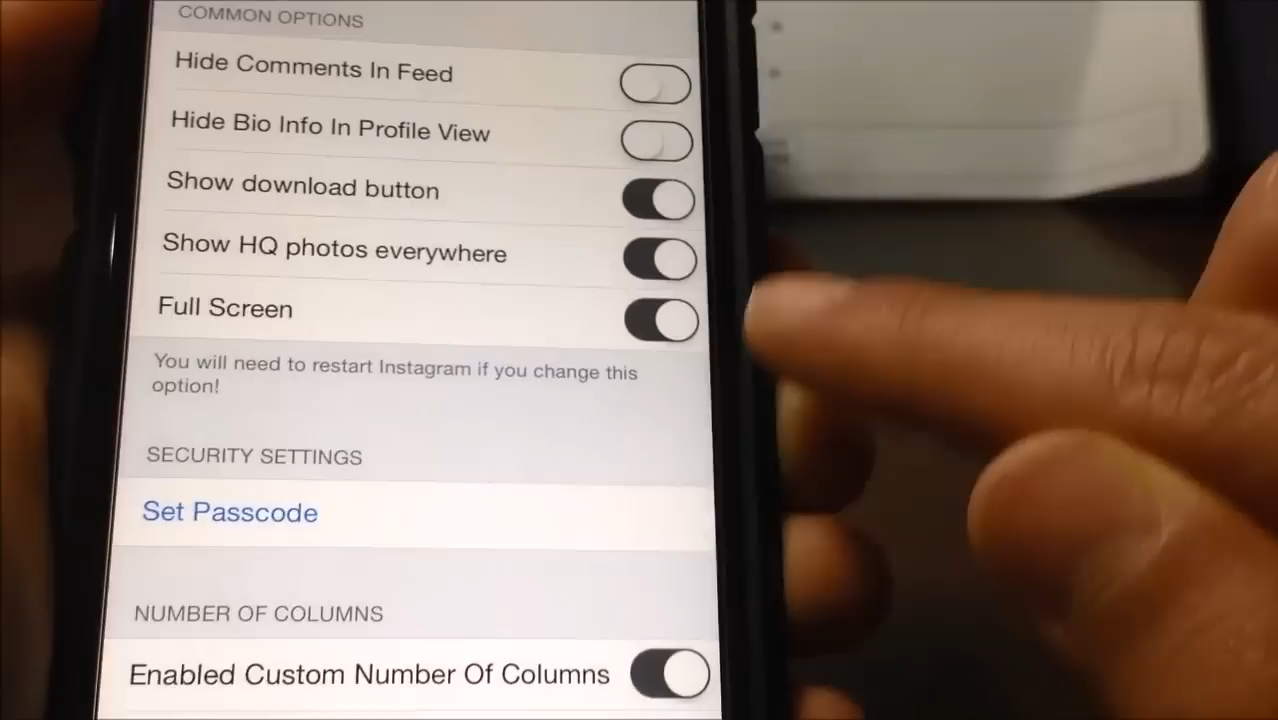 COMMON OPTIONS
Hide Comments In Feed
Hide Bio Info In Profile View
Show download button
Show HQ photos everywhere
Full Screen
You will need to restart Instagram if you change this
option!
SECURITY SETTINGS
Set Passcode
NUMBER OF COLUMNS
Enabled Custom Number Of Columns